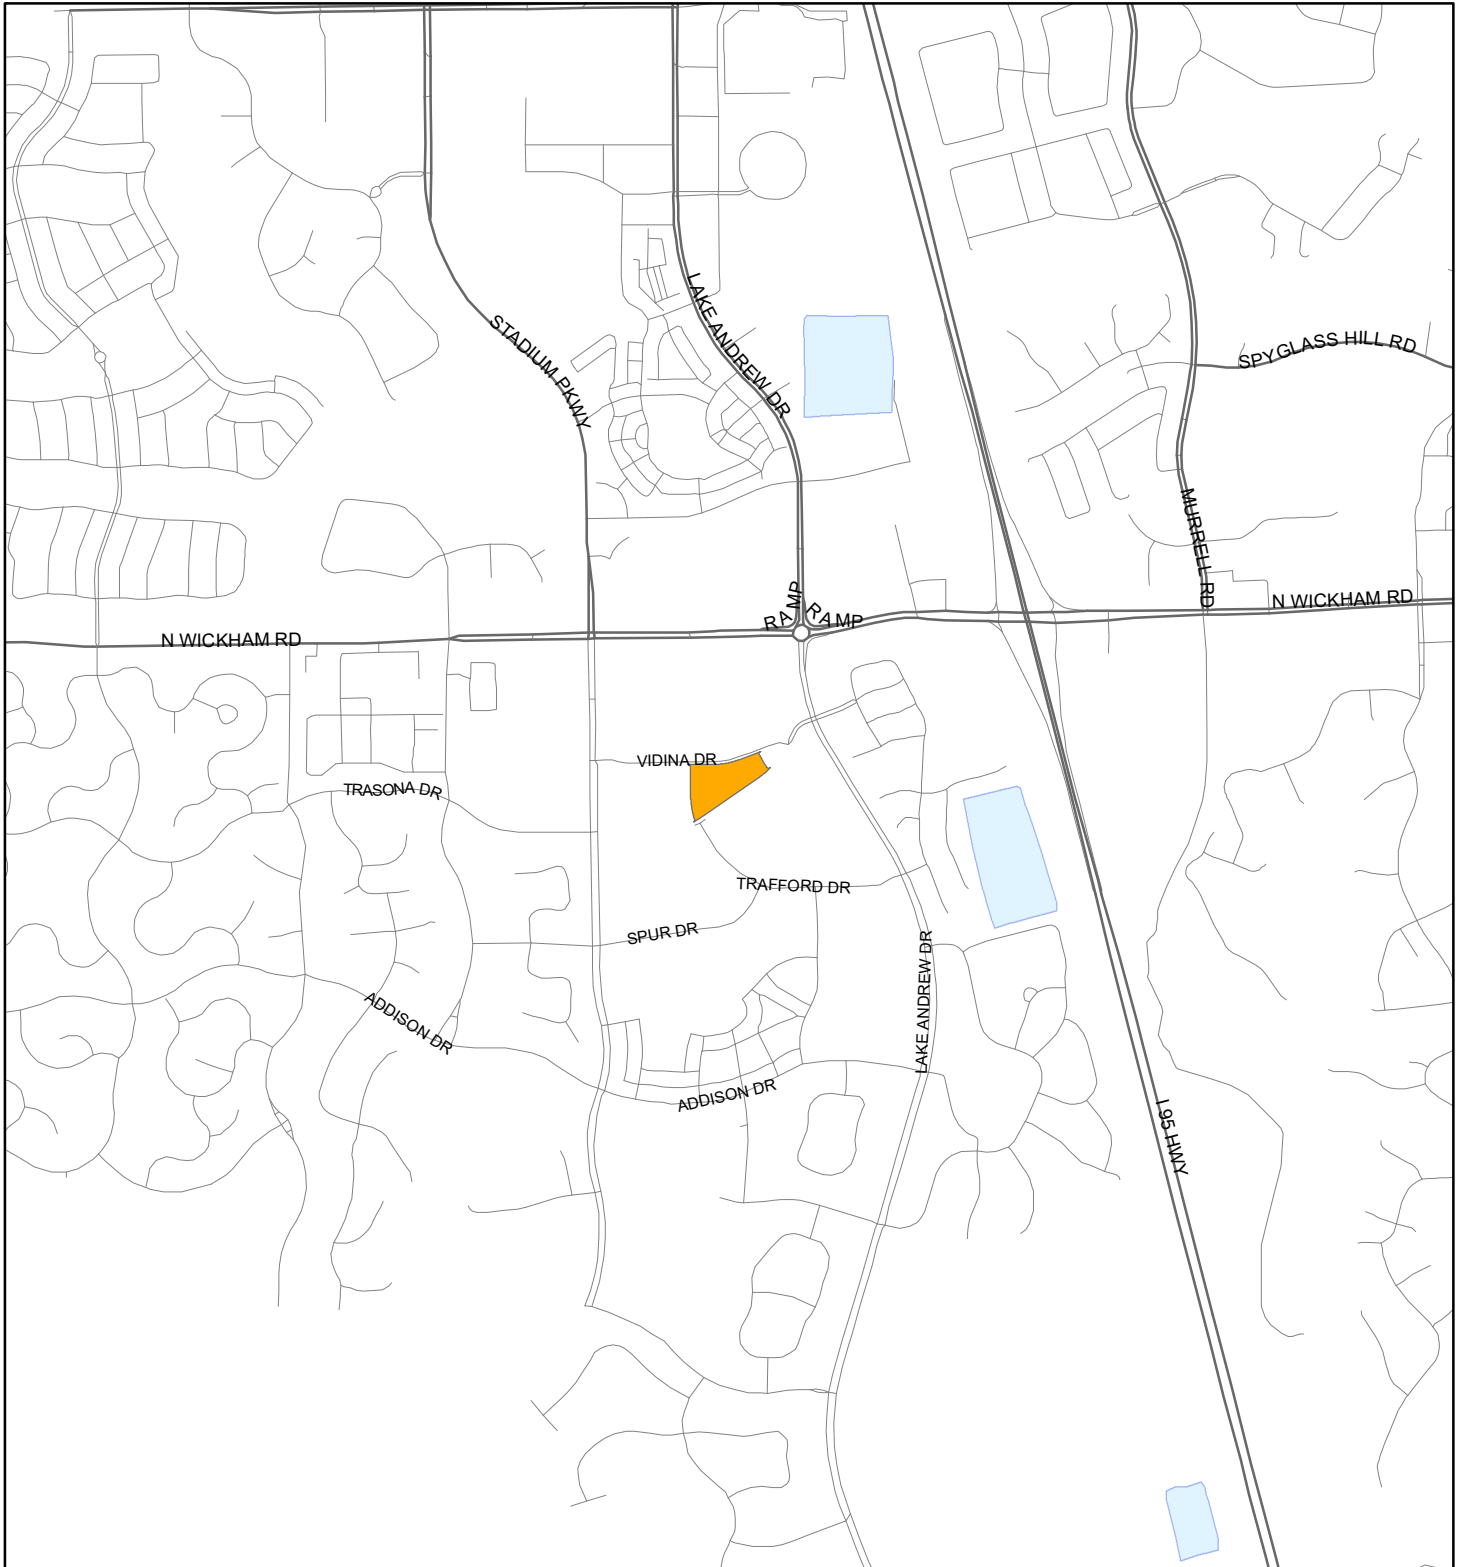 LAKE ANDREW DR
STADIUM PKWY
SPYGLASS HILL RD
MURRELL RD
RAMP
RAMP
N WICKHAM RD
N WICKHAM RD
VIDINA DR
TRASONA DR
TRAFFORD DR
SPUR DR
LAKE ANDREW DR
ADDISON DR
ADDISON DR
I 95 HWY